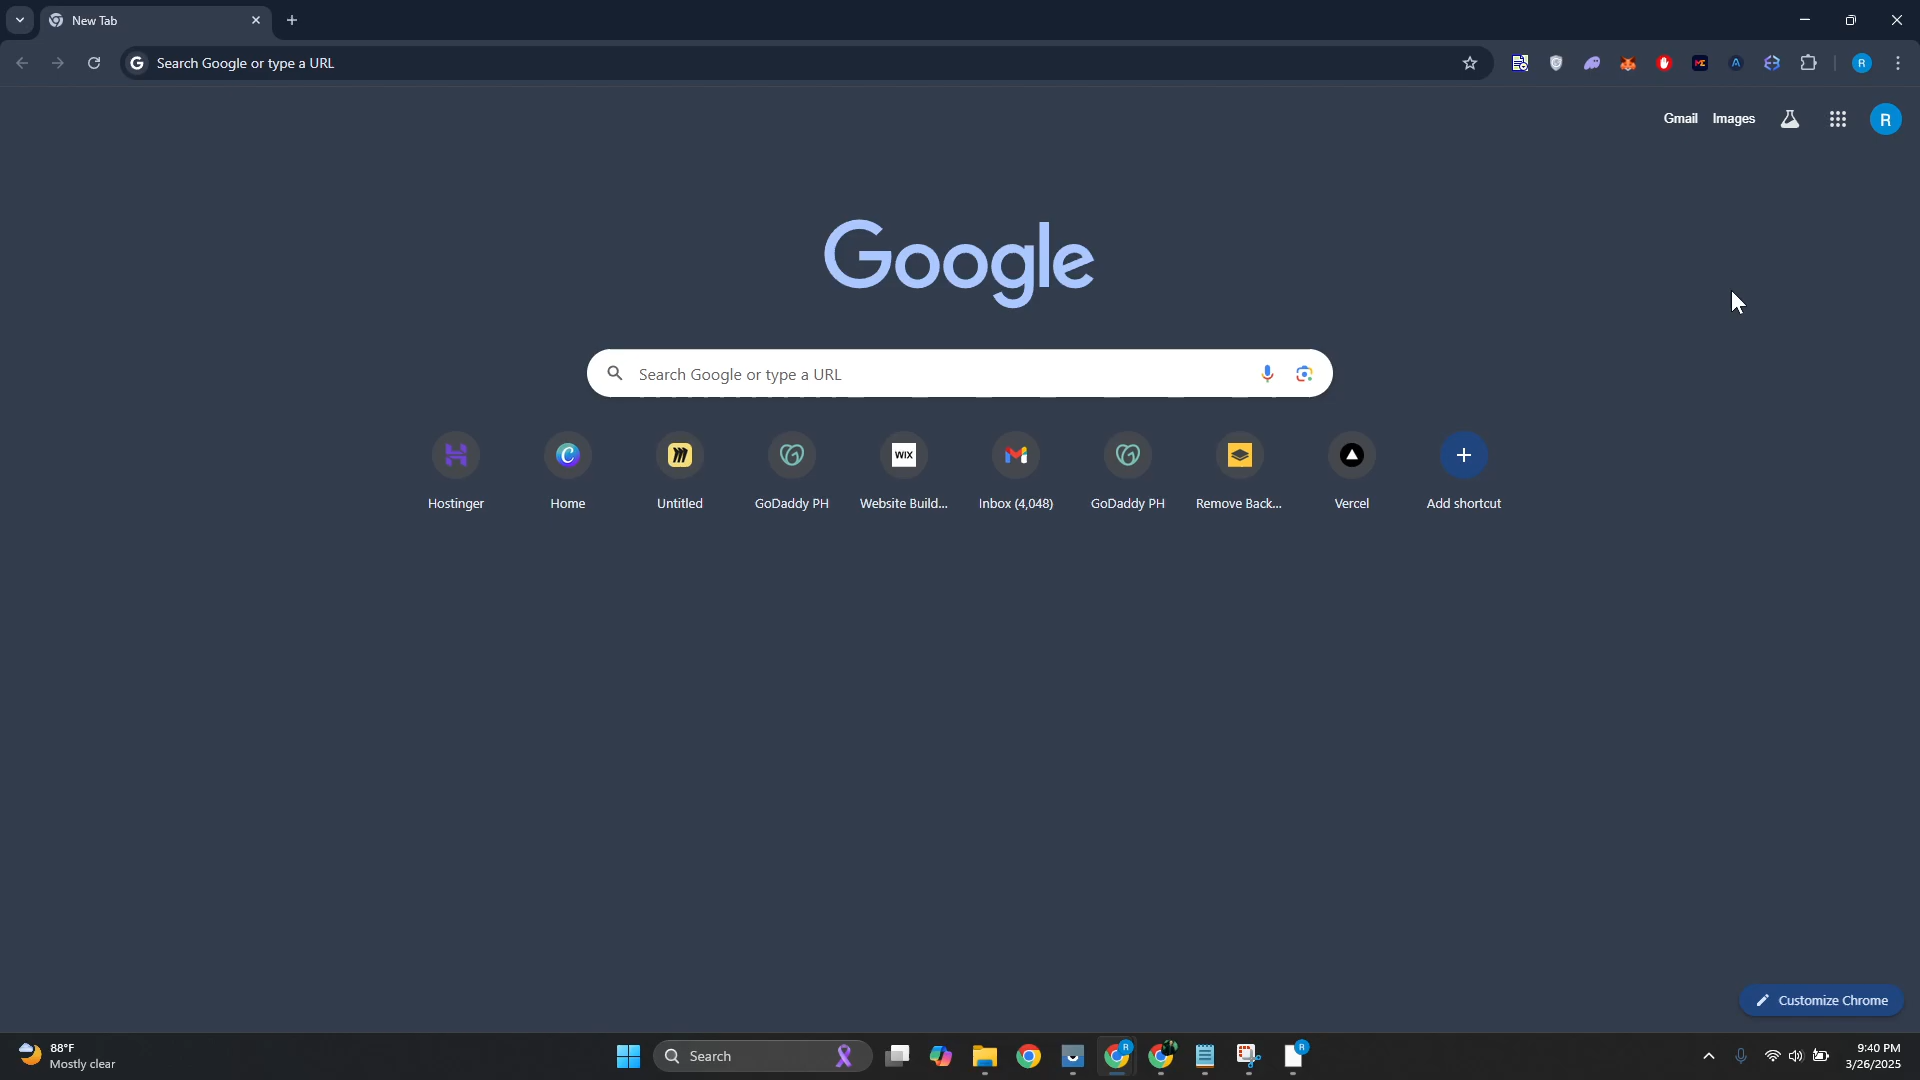 New Tab
Search Google or type a URL
R
Gmail Images R
Google
Search Google or type a URL
WIX
Hostinger Home Untitled GoDaddy PH Website Build... Inbox (4,048) GoDaddy PH Remove Back... Vercel Add shortcut
Customize Chrome
88°F
Mostly clear
Search
R
R
9:40 PM
3/26/2025